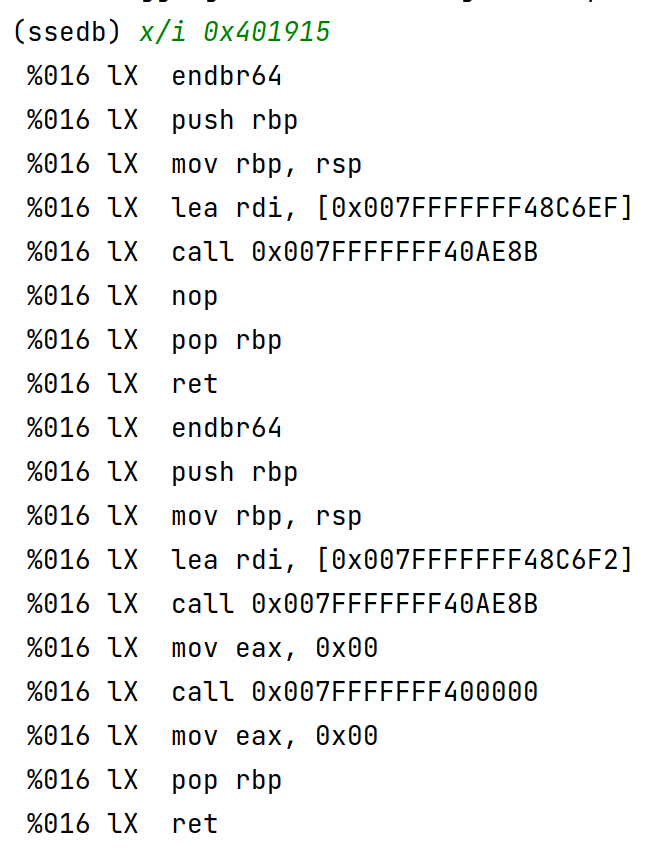 (ssedb) x/i 0x401915
%016 lX endbr64
%016 lX push rbp
%016 lX mov rbp, rsp
%016 lX lea rdi, [0x007FFFFFFF48C6EF]
%016 lX call 0x007FFFFFFF40AE8B
%016 lX nop
%016 lX pop rbp
%016 lX ret
%016 lX endbr64
%016 lX push rbp
%016 lX mov rbp, rsp
%016 lX lea rdi, [0x007FFFFFFF48C6F2]
%016 lX call 0x007FFFFFFF40AE8B
%016 lX mov eax, 0x00
%016 lX call 0x007FFFFFFF400000
%016 lX mov eax, 0x00
%016 lX pop rbp
%016 lX ret